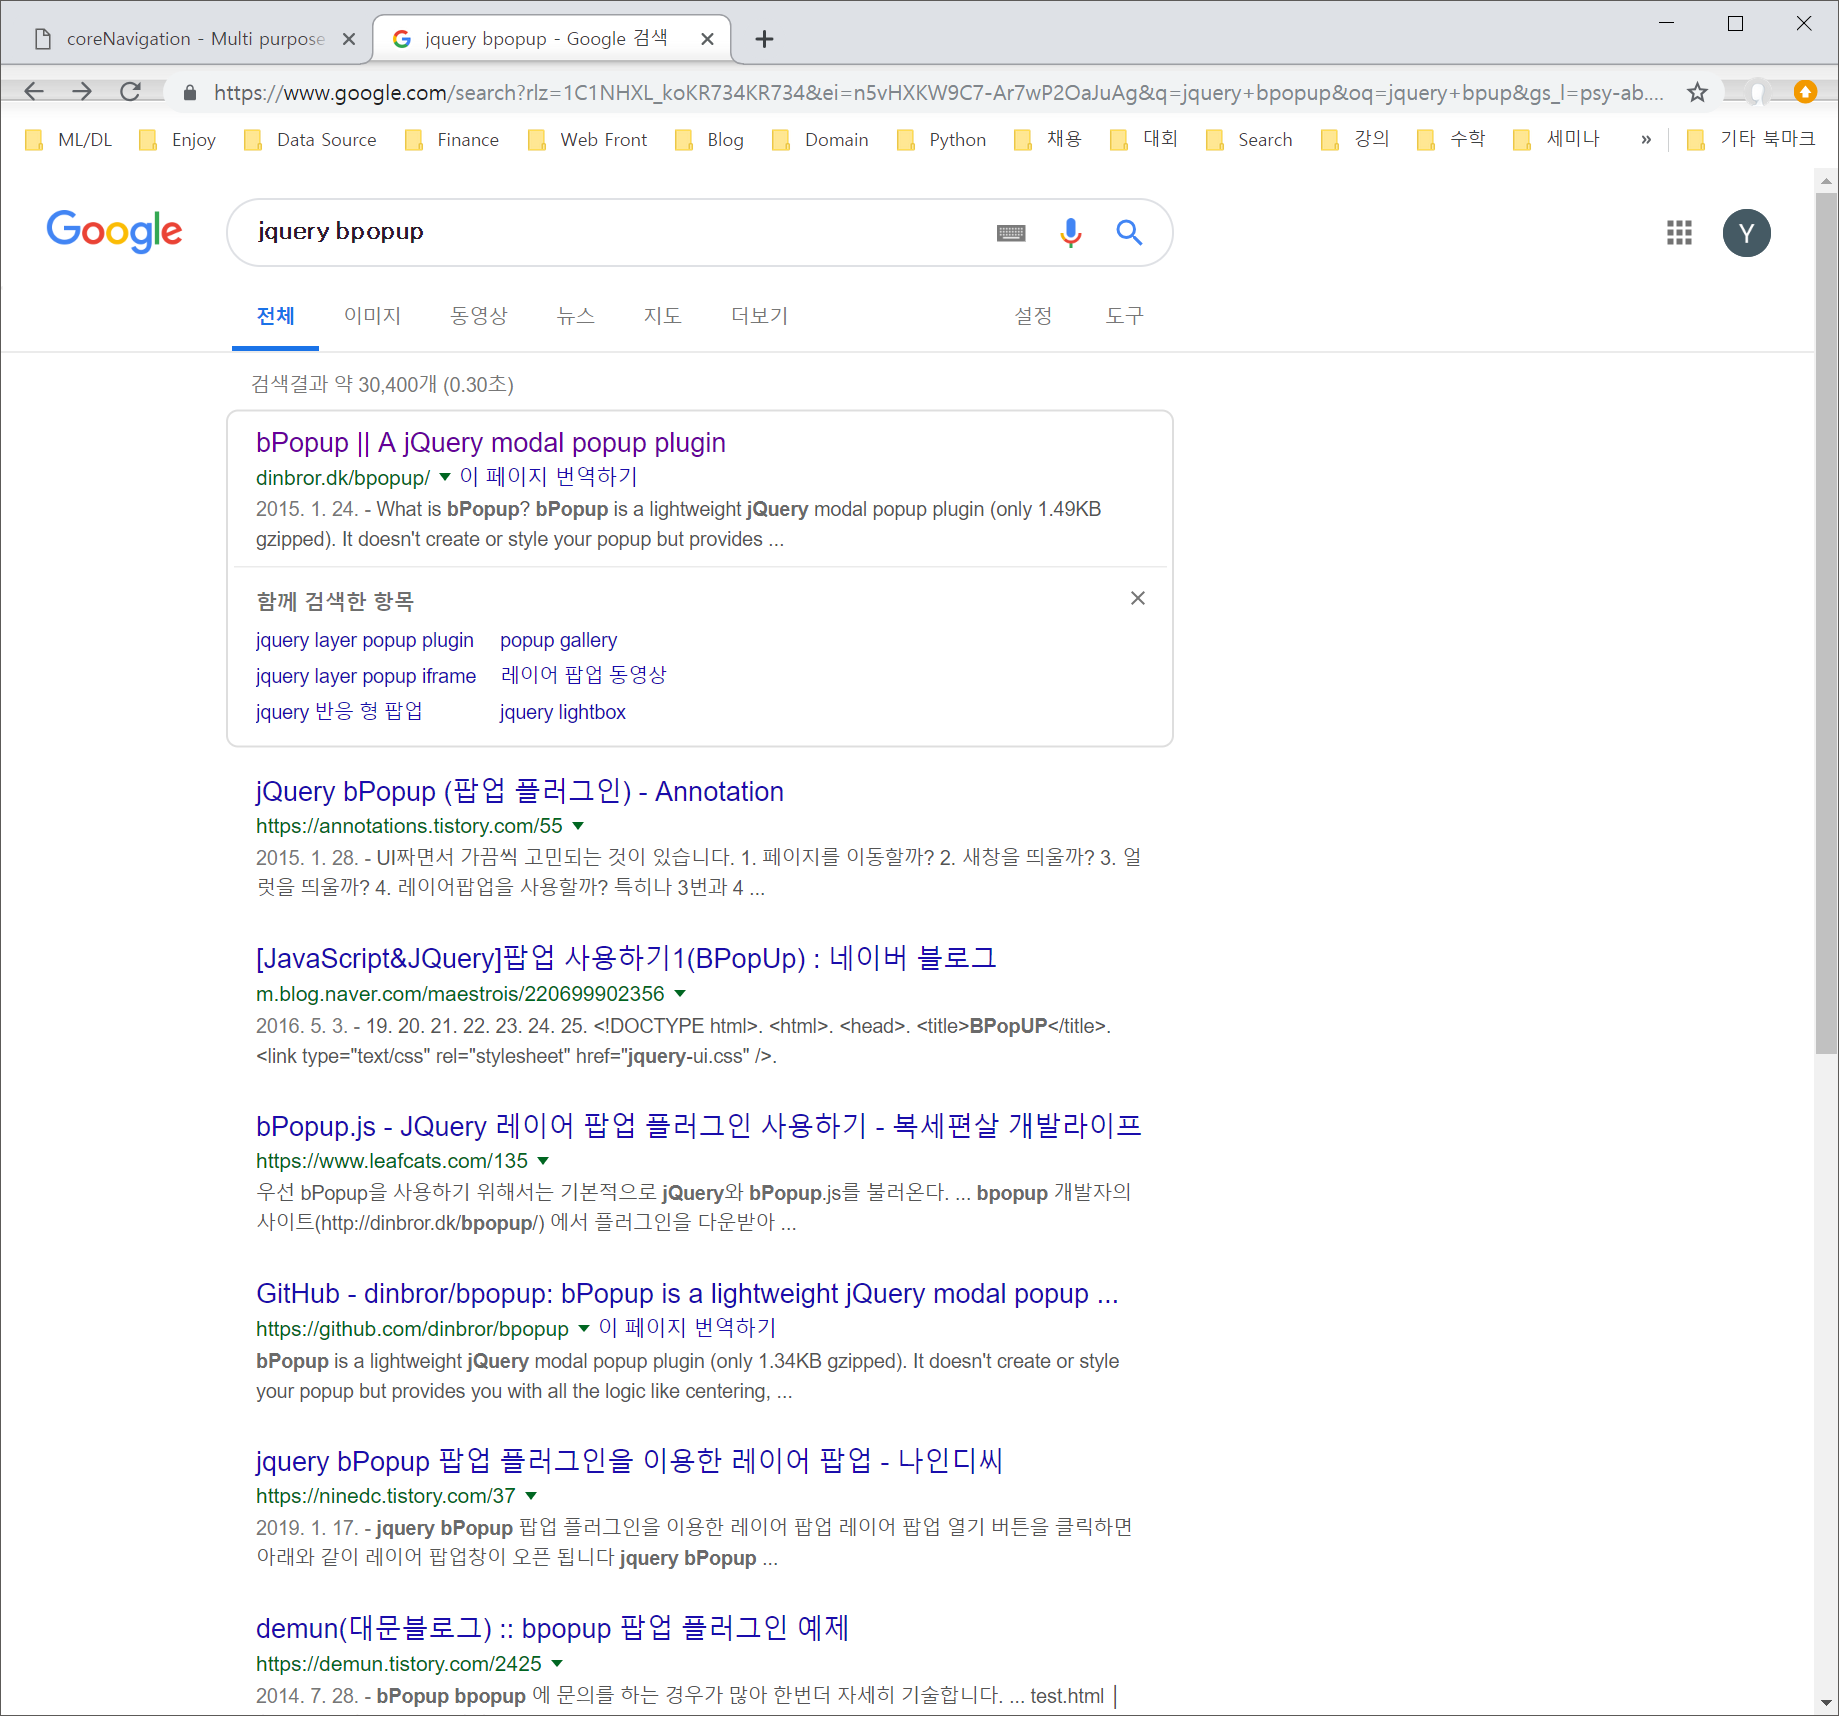 coreNavigation - Multi purpose
jquery bpopup - Google 검색
https://www.google.com/search?rlz=1C1NHXL_koKR734KR734&ei=n5vHXKW9C7-Ar7wP2OaJuAg&q=jquery+bpopup&oq=jquery+bpup&gs_l=psy-ab....
ML/DL Enjoy Data Source Finance Web Front Blog Domain Python 채용 대회 Search 강의 수학 세미나 » 기타 북마크
Google jquery bpopup Y
전체 이미지 동영상 뉴스 지도 더보기 설정 도구
검색결과 약 30,400개 (0.30초)
bPopup || A jQuery modal popup plugin
dinbror.dk/bpopup/ 이 페이지 번역하기
2015. 1. 24. - What is bPopup? bPopup is a lightweight jQuery modal popup plugin (only 1.49KB
gzipped). It doesn't create or style your popup but provides ...
함께 검색한 항목
jquery layer popup plugin popup gallery
jquery layer popup iframe 레이어 팝업 동영상
jquery 반응 형 팝업 jquery lightbox
jQuery bPopup (팝업 플러그인) - Annotation
https://annotations.tistory.com/55
2015. 1. 28. - UI짜면서 가끔씩 고민되는 것이 있습니다. 1. 페이지를 이동할까? 2. 새창을 띄울까? 3. 얼
럿을 띄울까? 4. 레이어팝업을 사용할까? 특히나 3번과 4 ...
[JavaScript&JQuery]팝업 사용하기1(BPopUp) : 네이버 블로그
m.blog.naver.com/maestrois/220699902356
2016. 5. 3. - 19. 20. 21. 22. 23. 24. 25. <!DOCTYPE html>. <html>. <head>. <title>BPopUP</title>.
<link type="text/css" rel="stylesheet" href="jquery-ui.css" />.
bPopup.js - JQuery 레이어 팝업 플러그인 사용하기 - 복세편살 개발라이프
https://www.leafcats.com/135
우선 bPopup을 사용하기 위해서는 기본적으로 jQuery와 bPopup.js를 불러온다. ... bpopup 개발자의
사이트(http://dinbror.dk/bpopup/) 에서 플러그인을 다운받아 ...
GitHub - dinbror/bpopup: bPopup is a lightweight jQuery modal popup ...
https://github.com/dinbror/bpopup 이 페이지 번역하기
bPopup is a lightweight jQuery modal popup plugin (only 1.34KB gzipped). It doesn't create or style
your popup but provides you with all the logic like centering, ...
jquery bPopup 팝업 플러그인을 이용한 레이어 팝업 - 나인디씨
https://ninedc.tistory.com/37
2019. 1. 17. - jquery bPopup 팝업 플러그인을 이용한 레이어 팝업 레이어 팝업 열기 버튼을 클릭하면
아래와 같이 레이어 팝업창이 오픈 됩니다 jquery bPopup ...
demun(대문블로그) :: bpopup 팝업 플러그인 예제
https://demun.tistory.com/2425
2014. 7. 28. - bPopup bpopup 에 문의를 하는 경우가 많아 한번더 자세히 기술합니다. ... test.html |